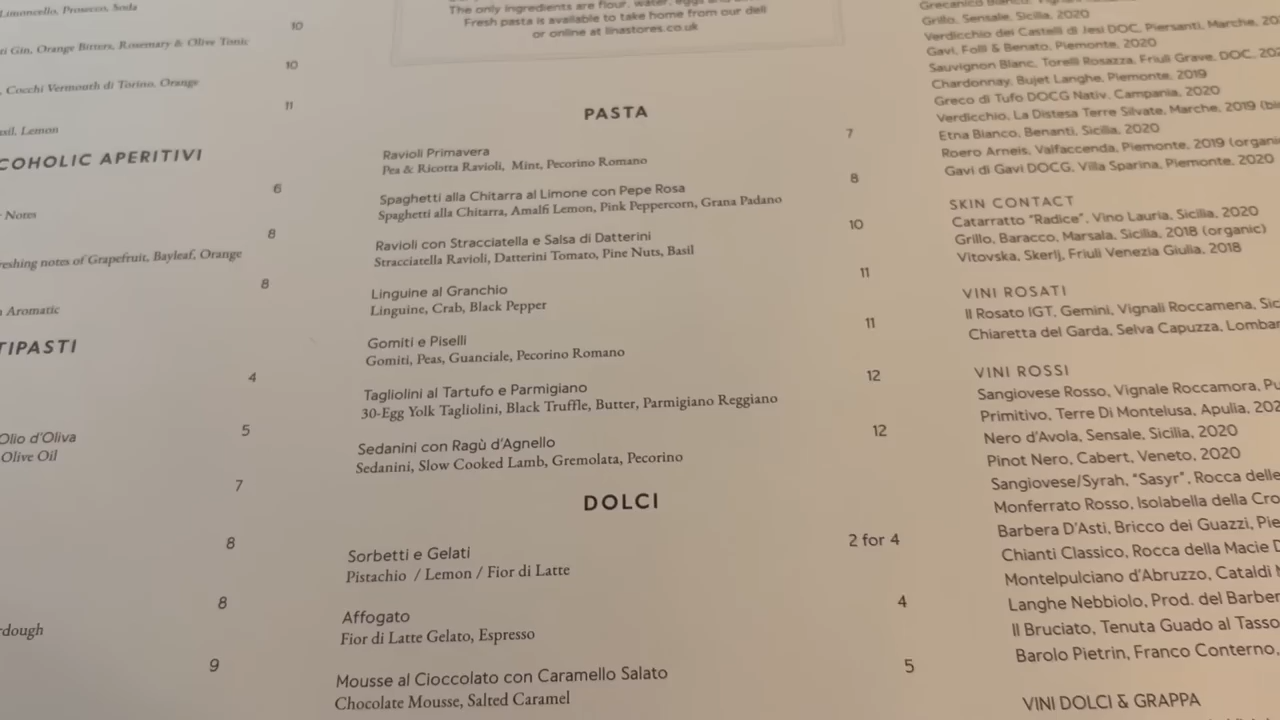 Limoncello, Prosecco, Soda
10
Gin, Orange Bitters, Rosemary & Olive Tonic
10
Cocchi Vermouth di Torino, Orange
11
Lemon
COHOLIC APERITIVI
6
Notes
8
reshing notes of Grapefruit, Bayleaf, Orange
8
Aromatic
TIPASTI
4
Olio d'Oliva
5
Olive Oil
7
8
8
rdough
9
The only ingredients are flour, water, eggs
Fresh pasta is available to take home from our deli
or online at linastores.co.uk
PASTA
Ravioli Primavera 7
Pea & Ricotta Ravioli, Mint, Pecorino Romano
Spaghetti alla Chitarra al Limone con Pepe Rosa 8
Spaghetti alla Chitarra, Amalfi Lemon, Pink Peppercorn, Grana Padano
Ravioli con Stracciatella e Salsa di Datterini 10
Stracciatella Ravioli, Datterini Tomato, Pine Nuts, Basil
Linguine al Granchio 11
Linguine, Crab, Black Pepper
Gomiti e Piselli 11
Gomiti, Peas, Guanciale, Pecorino Romano
Tagliolini al Tartufo e Parmigiano 12
30-Egg Yolk Tagliolini, Black Truffle, Butter, Parmigiano Reggiano
Sedanini con Ragù d'Agnello 12
Sedanini, Slow Cooked Lamb, Gremolata, Pecorino
DOLCI
Sorbetti e Gelati 2 for 4
Pistachio / Lemon / Fior di Latte
Affogato 4
Fior di Latte Gelato, Espresso
Mousse al Cioccolato con Caramello Salato 5
Chocolate Mousse, Salted Caramel
Grecanico Bianco,
Grillo, Sensale, Sicilia, 2020
Verdicchio dei Castelli di Jesi DOC, Piersanti, Marche, 20
Gavi, Folli & Benato, Piemonte, 2020
Sauvignon Blanc, Torelli Rosazza, Friuli Grave, DOC, 202
Chardonnay, Bujet Langhe, Piemonte, 2019
Greco di Tufo DOCG Nativ, Campania, 2020
Verdicchio, La Distesa Terre Silvate, Marche, 2019 (bi
Etna Bianco, Benanti, Sicilia, 2020
Roero Arneis, Valfaccenda, Piemonte, 2019 (organi
Gavi di Gavi DOCG, Villa Sparina, Piemonte, 2020
SKIN CONTACT
Catarratto "Radice", Vino Lauria, Sicilia, 2020
Grillo, Baracco, Marsala, Sicilia, 2018 (organic)
Vitovska, Skerlj, Friuli Venezia Giulia, 2018
VINI ROSATI
Il Rosato IGT, Gemini, Vignali Roccamena, Sic
Chiaretta del Garda, Selva Capuzza, Lombar
VINI ROSSI
Sangiovese Rosso, Vignale Roccamora, Pu
Primitivo, Terre Di Montelusa, Apulia, 202
Nero d'Avola, Sensale, Sicilia, 2020
Pinot Nero, Cabert, Veneto, 2020
Sangiovese/Syrah, "Sasyr", Rocca delle
Monferrato Rosso, Isolabella della Cro
Barbera D'Asti, Bricco dei Guazzi, Pie
Chianti Classico, Rocca della Macie D
Montelpulciano d'Abruzzo, Cataldi M
Langhe Nebbiolo, Prod. del Barber
Il Bruciato, Tenuta Guado al Tasso
Barolo Pietrin, Franco Conterno,
VINI DOLCI & GRAPPA